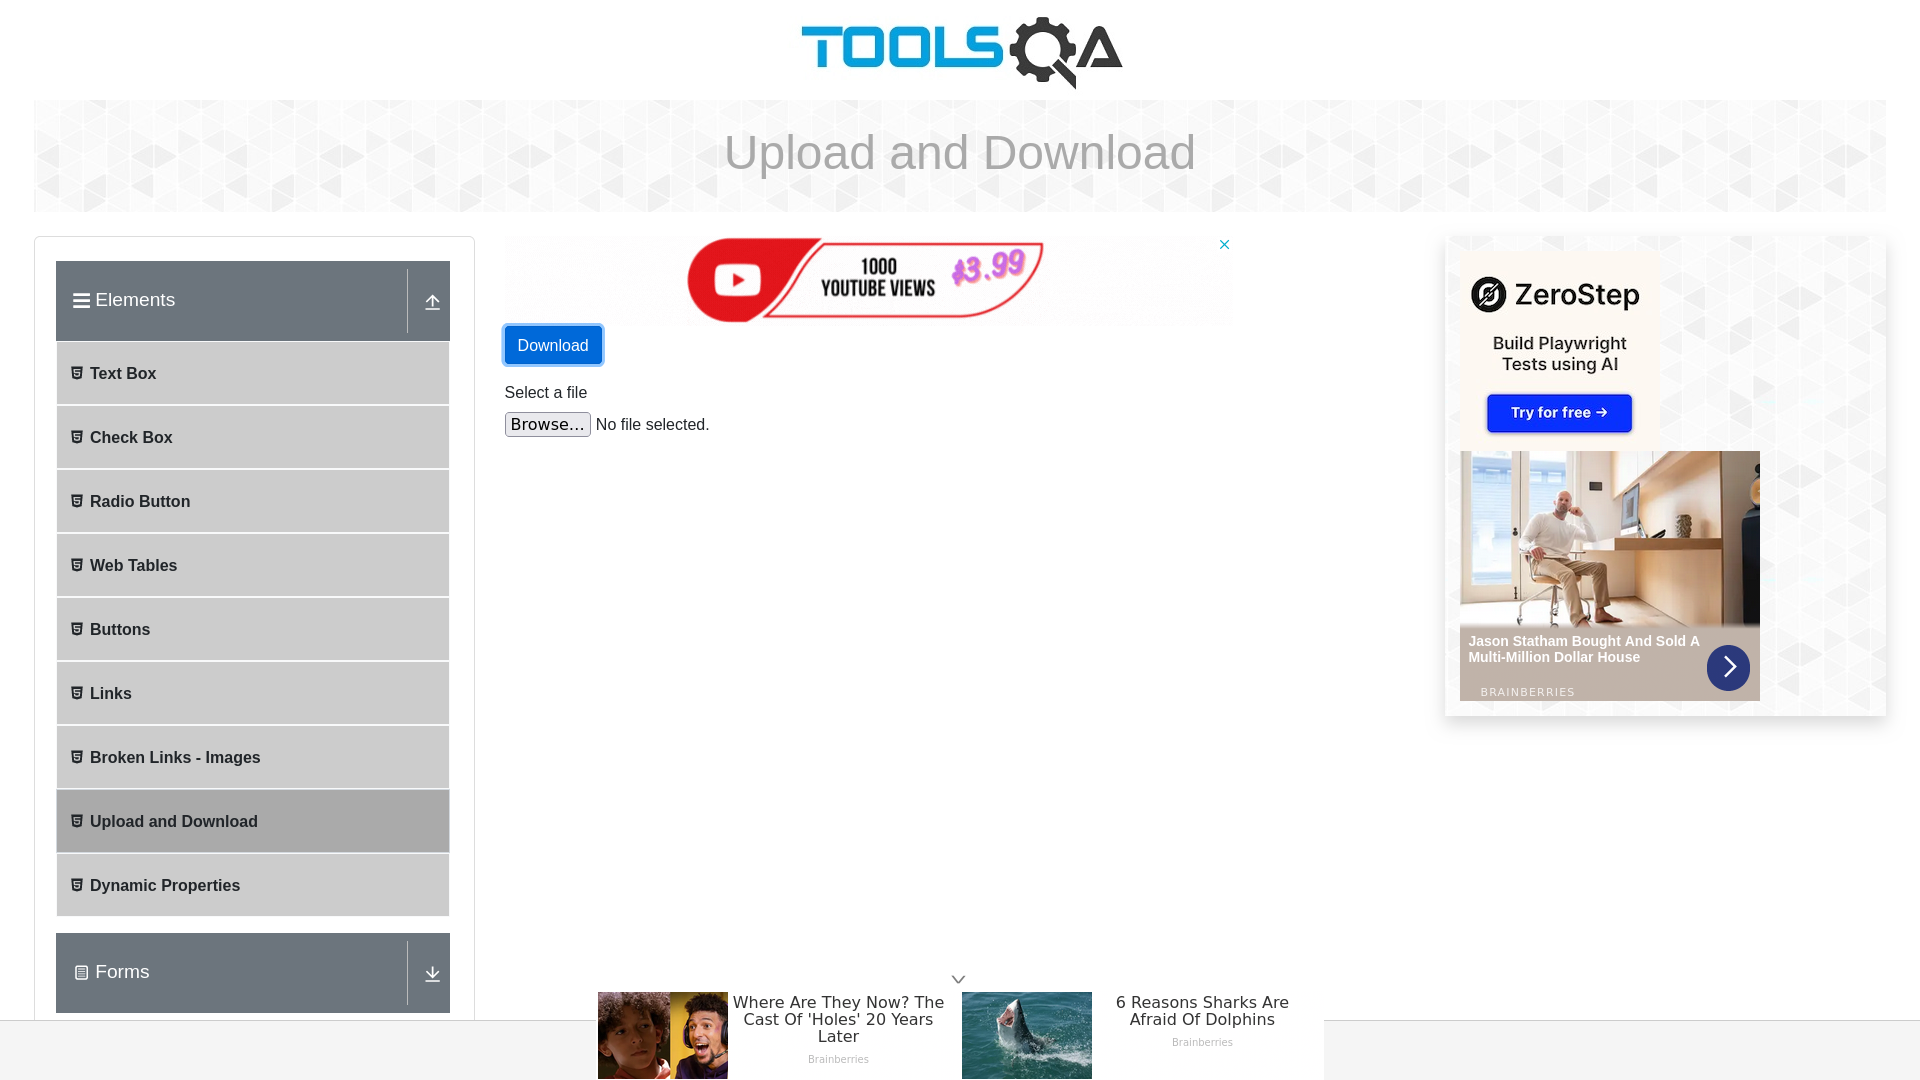 TOOLSQA
Upload and Download
Elements
Text Box
Check Box
Radio Button
Web Tables
Buttons
Links
Broken Links - Images
Upload and Download
Dynamic Properties
Forms
1000
YOUTUBE VIEWS
$3.99
Download
Select a file
Browse... No file selected.
ZeroStep
Build Playwright
Tests using AI
Try for free →
Jason Statham Bought And Sold A
Multi-Million Dollar House
BRAINBERRIES
Where Are They Now? The
Cast Of 'Holes' 20 Years
Later
Brainberries
6 Reasons Sharks Are
Afraid Of Dolphins
Brainberries